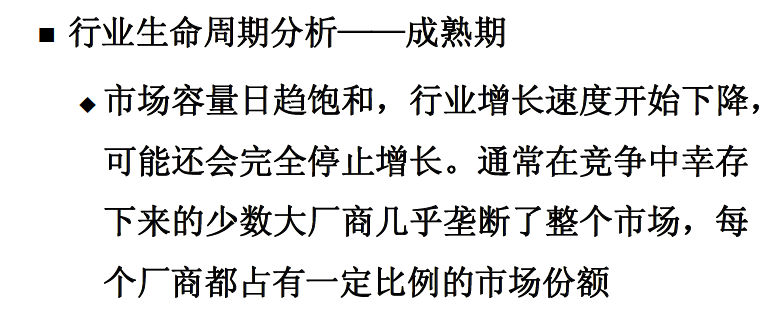 ■ 行业生命周期分析——成熟期
◆ 市场容量日趋饱和，行业增长速度开始下降，
可能还会完全停止增长。通常在竞争中幸存
下来的少数大厂商几乎垄断了整个市场，每
个厂商都占有一定比例的市场份额